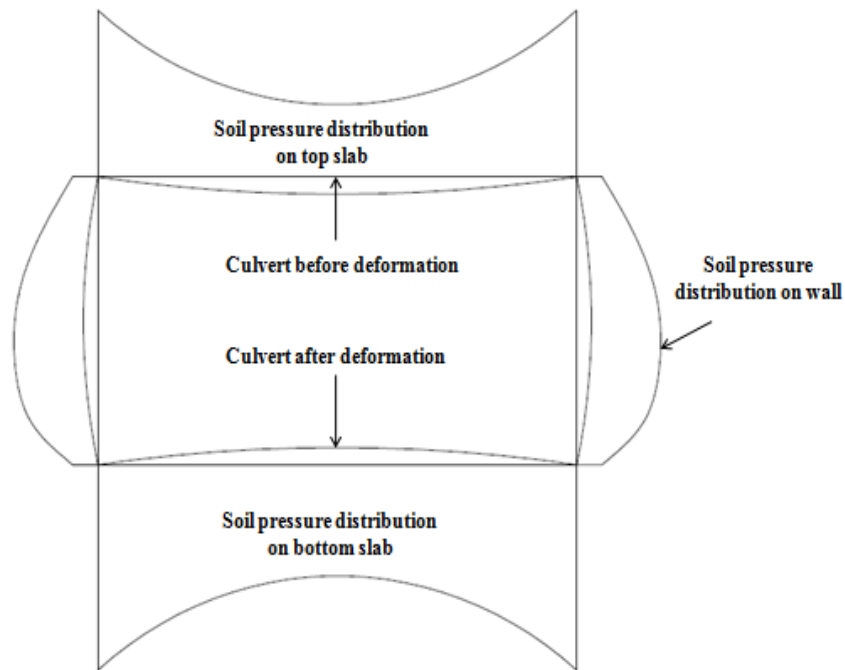 Soil pressure distribution
on top slab
Culvert before deformation
Soil pressure
distribution on wall
Culvert after deformation
Soil pressure distribution
on bottom slab